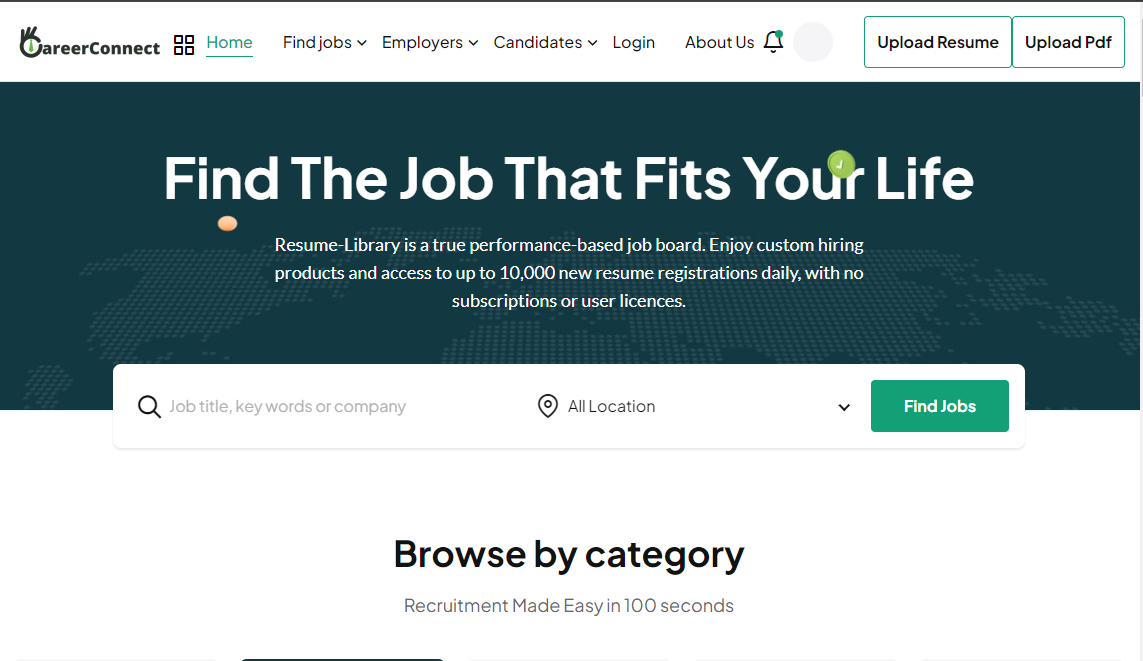 CareerConnect
Home
Find jobs
Employers
Candidates
Login
About Us
Upload Resume
Upload Pdf
Find The Job That Fits Your Life
Resume-Library is a true performance-based job board. Enjoy custom hiring
products and access to up to 10,000 new resume registrations daily, with no
subscriptions or user licences.
Job title, key words or company
All Location
Find Jobs
Browse by category
Recruitment Made Easy in 100 seconds